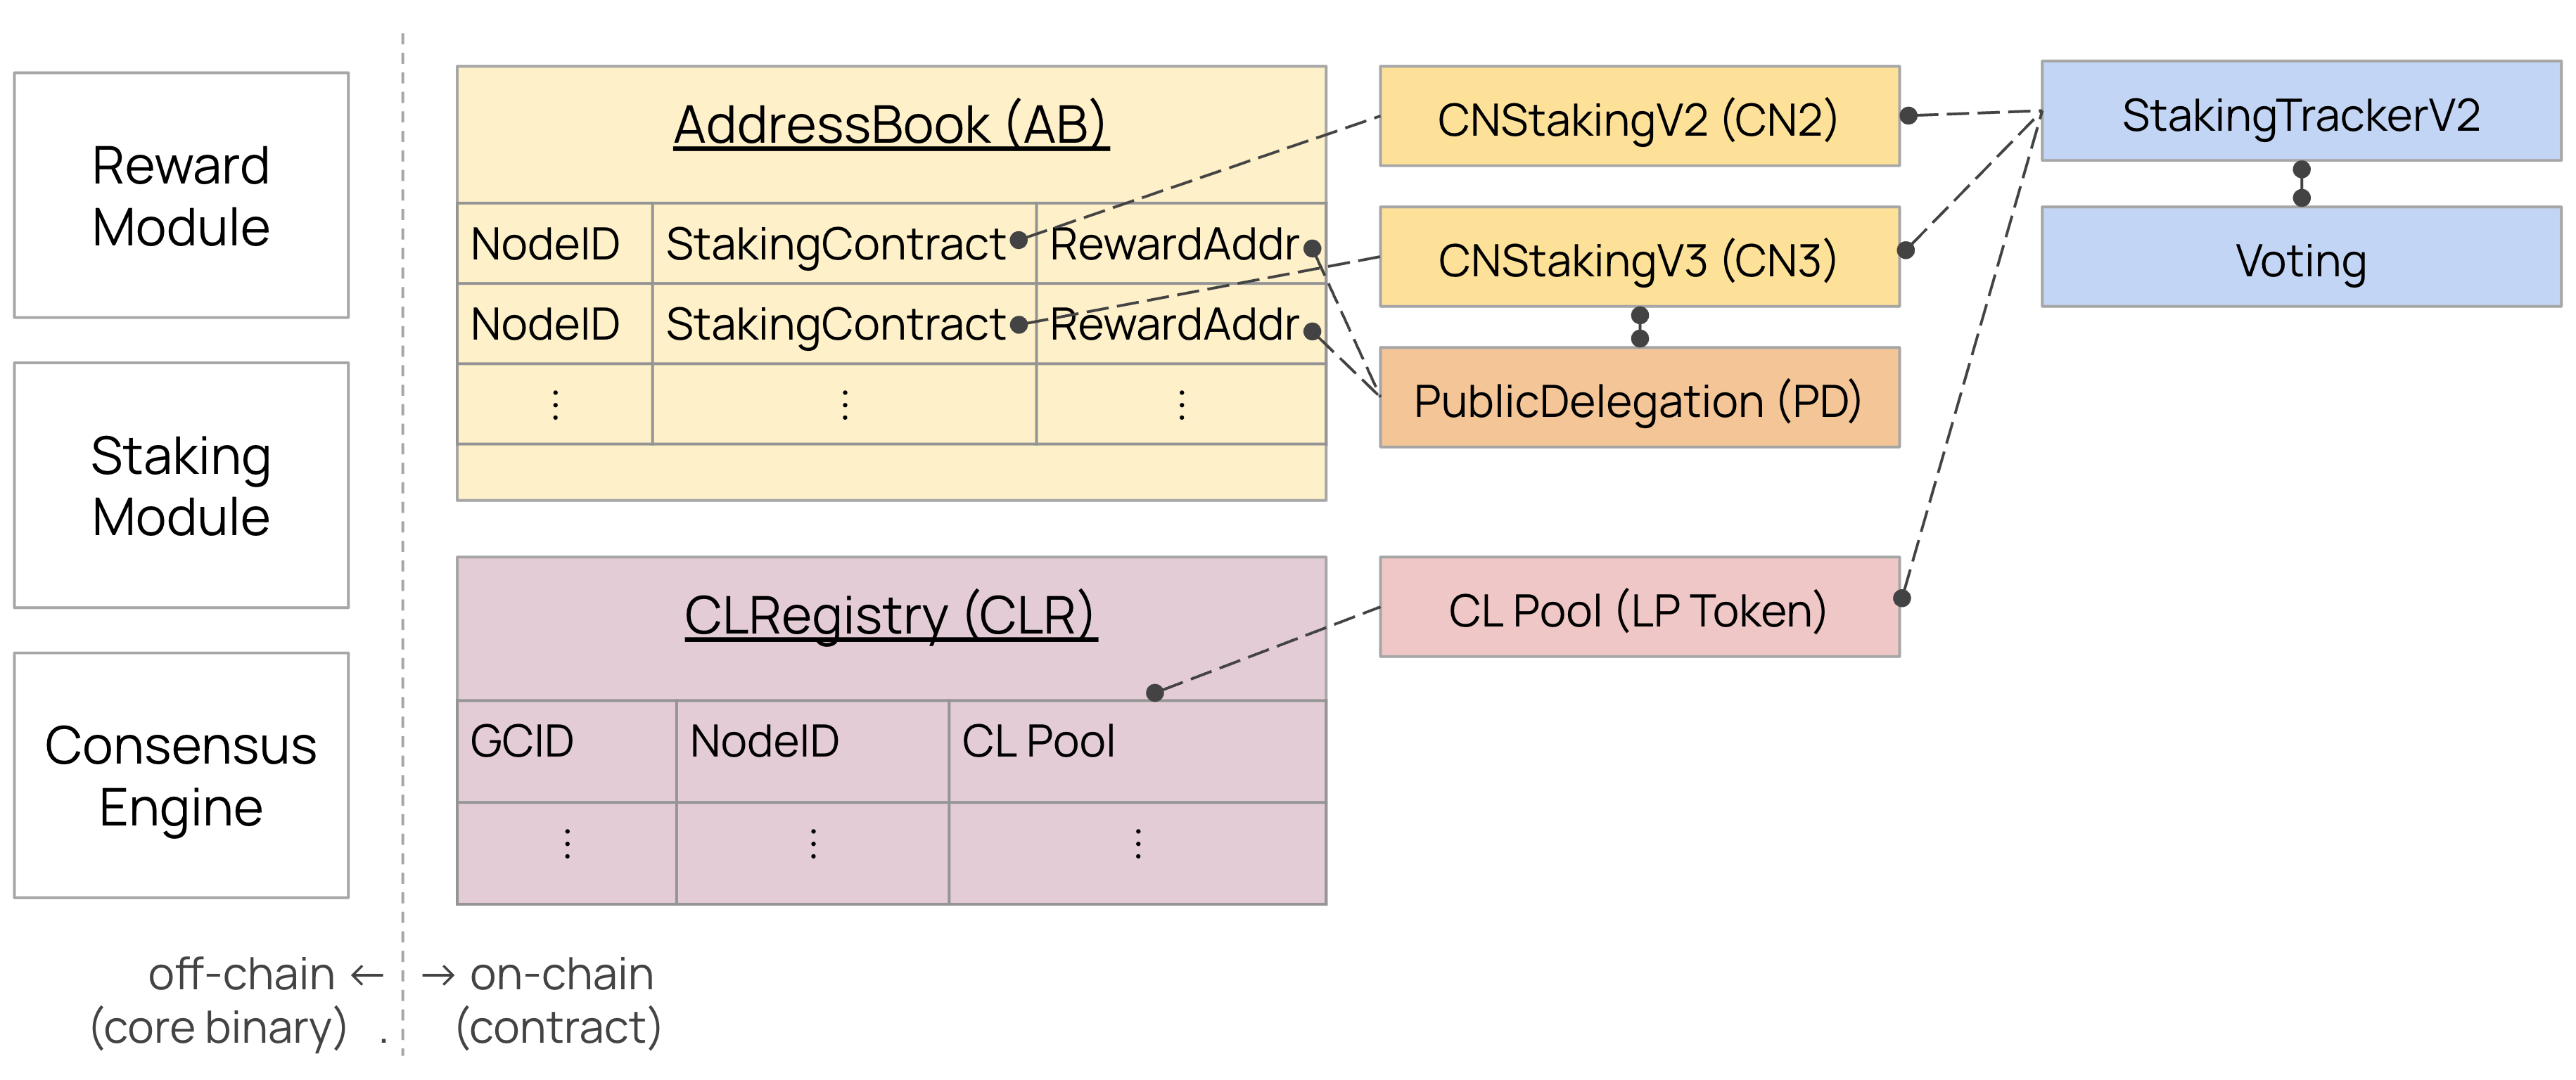 Reward
Module
Staking
Module
Consensus
Engine
off-chain ←
(core binary) .
→ on-chain
(contract)
AddressBook (AB)
NodeID StakingContract RewardAddr
NodeID StakingContract RewardAddr
⋮ ⋮ ⋮
CLRegistry (CLR)
GCID NodeID CL Pool
⋮ ⋮ ⋮
CNStakingV2 (CN2)
CNStakingV3 (CN3)
PublicDelegation (PD)
CL Pool (LP Token)
StakingTrackerV2
Voting